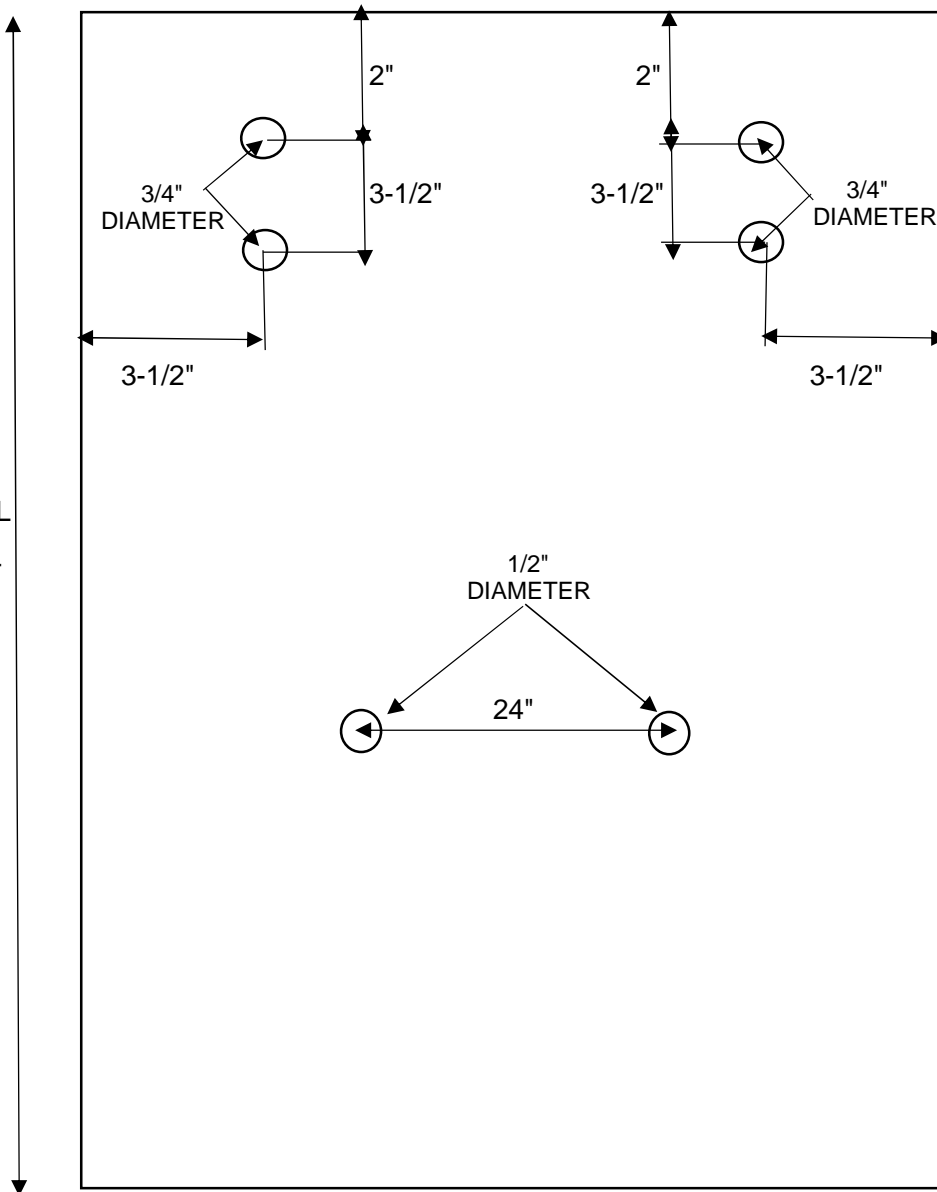 2"
2"
3-1/2"
3-1/2"
3/4"
DIAMETER
3/4"
DIAMETER
3-1/2"
3-1/2"
L
1/2"
DIAMETER
24"